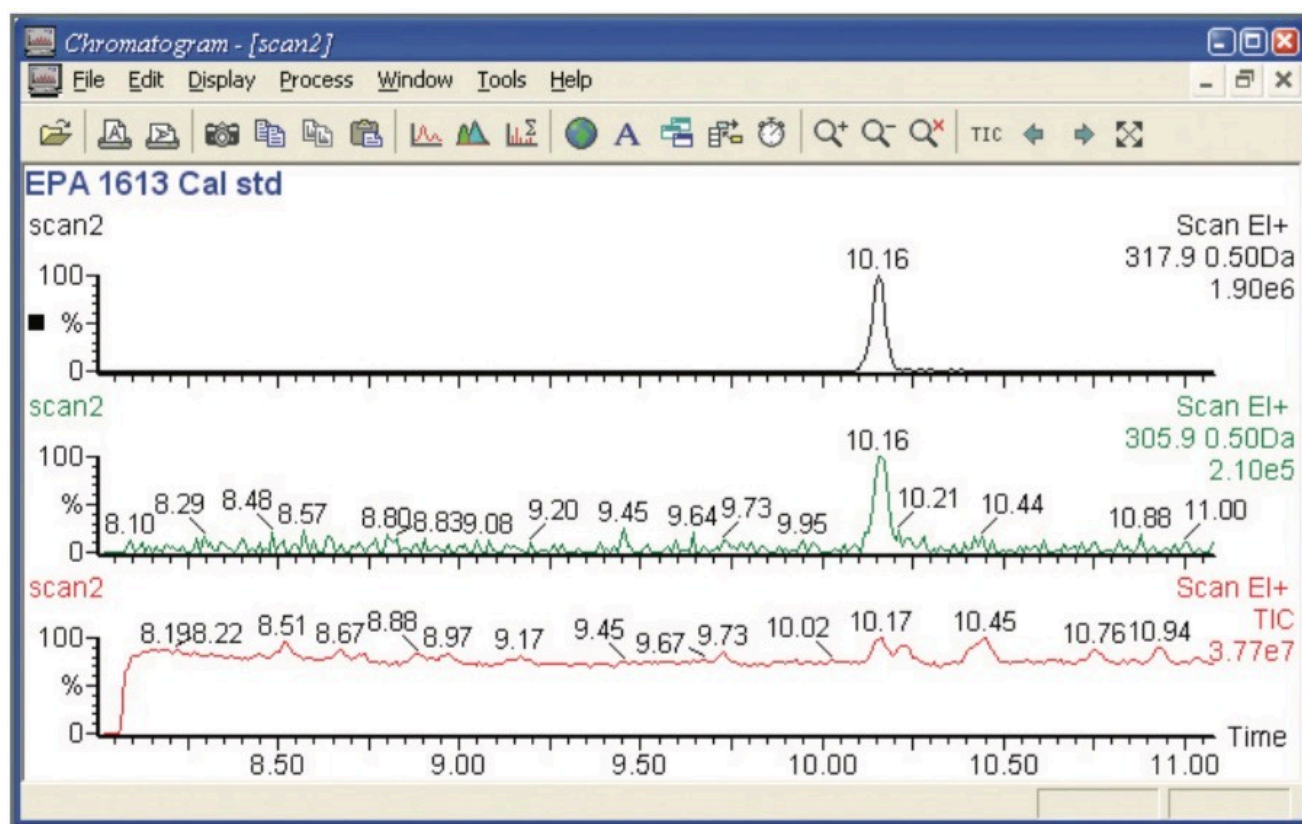 Chromatogram - [scan2]
File Edit Display Process Window Tools Help
A A A Σ TIC
EPA 1613 Cal std
scan2
Scan EI+
317.9 0.50Da
1.90e6
10.16
100
%
0
scan2
Scan EI+
305.9 0.50Da
2.10e5
10.16
100
%
0
8.10 8.29 8.48 8.57 8.80 8.83 9.08 9.20 9.45 9.64 9.73 9.95 10.21 10.44 10.88 11.00
scan2
Scan EI+
TIC
3.77e7
100
%
0
8.19 8.22 8.51 8.67 8.88 8.97 9.17 9.45 9.67 9.73 10.02 10.17 10.45 10.76 10.94
Time
8.50 9.00 9.50 10.00 10.50 11.00